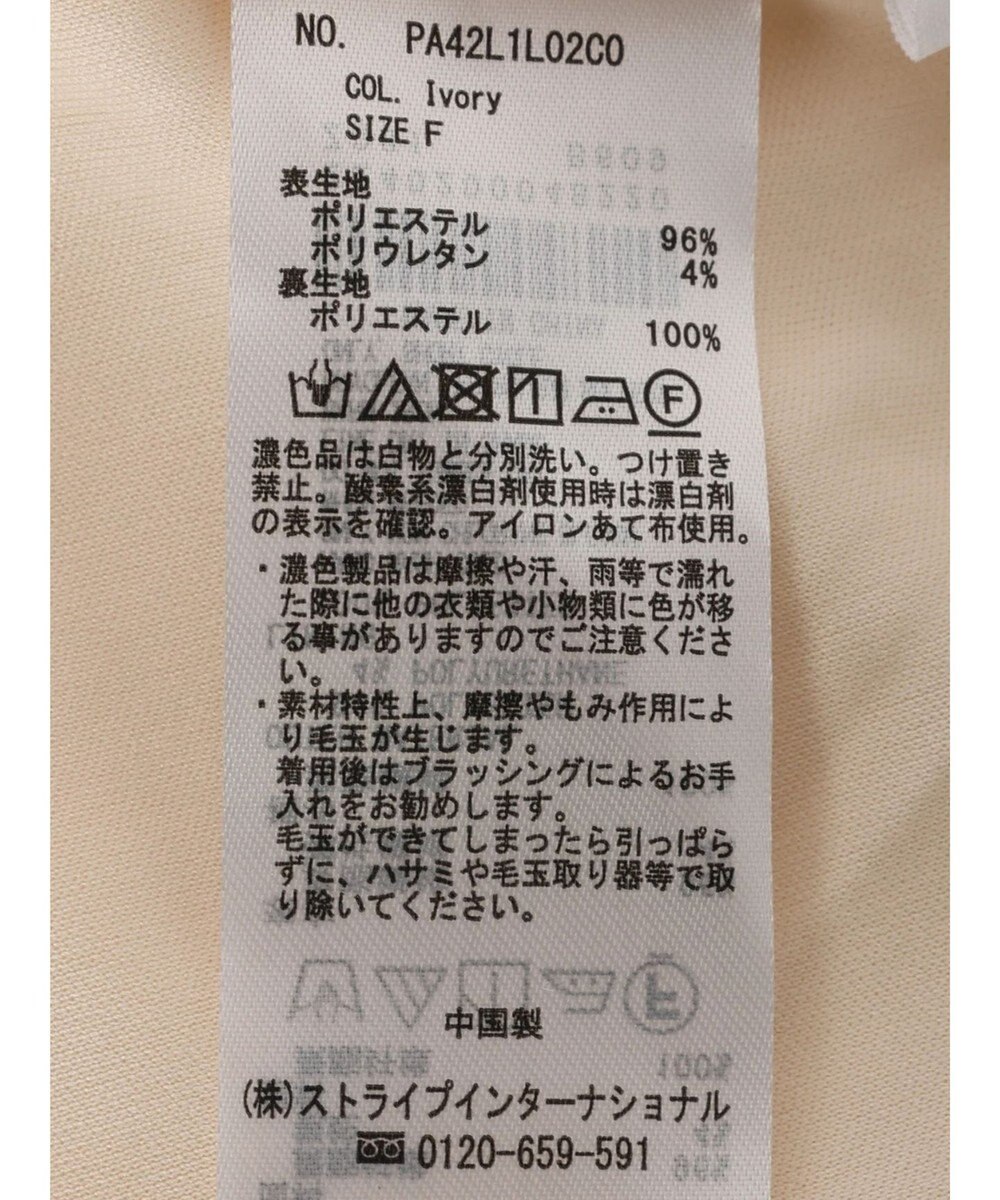 NO. PA42L1L02C0
COL. Ivory
SIZE F
表生地
ポリエステル 96%
ポリウレタン 4%
裏生地
ポリエステル 100%
F
濃色品は白物と分別洗い。つけ置き
禁止。酸素系漂白剤使用時は漂白剤
の表示を確認。アイロンあて布使用。
・濃色製品は摩擦や汗、雨等で濡れ
た際に他の衣類や小物類に色が移
る事がありますのでご注意くださ
い。
・素材特性上、摩擦やもみ作用によ
り毛玉が生じます。
着用後はブラッシングによるお手
入れをお勧めします。
毛玉ができてしまったら引っぱら
ずに、ハサミや毛玉取り器等で取
り除いてください。
中国製
(株)ストライプインターナショナル
0120-659-591